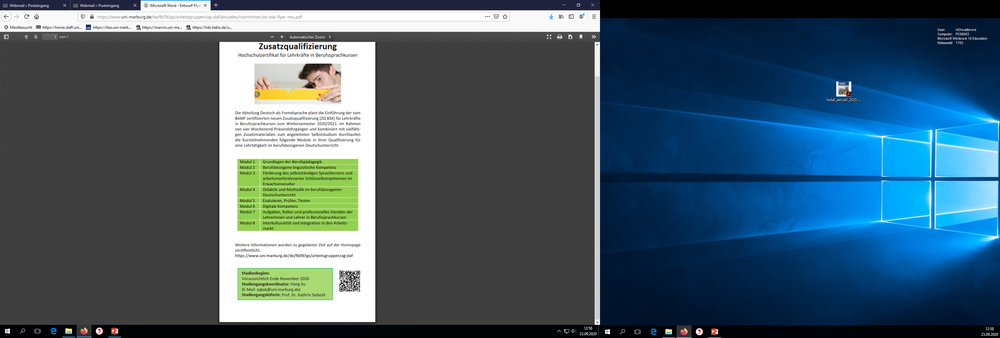 Webmail :: Posteingang
Webmail :: Posteingang
Microsoft Word - Entwurf-Flye
https://www.uni-marburg.de/de/fb09/igs/arbeitsgruppen/ag-daf/aktuelles/nachrichten/zq-bsk-flyer-neu.pdf
Meistbesucht
https://home.staff.uni...
https://ilias.uni-marb...
https://marvin.uni-ma...
https://hds.hebis.de/u...
1 von 1
Automatischer Zoom
Zusatzqualifizierung
Hochschulzertifikat für Lehrkräfte in Berufssprachkursen
Die Abteilung Deutsch als Fremdsprache plant die Einführung der vom
BAMF zertifizierten neuen Zusatzqualifizierung (ZQ BSK) für Lehrkräfte
in Berufssprachkursen zum Wintersemester 2020/2021. Im Rahmen
von vier Wochenend-Präsenzlehrgängen und kombiniert mit vielfälti-
gen Zusatzmaterialien zum angeleiteten Selbststudium durchlaufen
die Kursteilnehmenden folgende Module in ihrer Qualifizierung für
eine Lehrtätigkeit im berufsbezogenen Deutschunterricht.
Modul 1 Grundlagen der Berufspädagogik
Modul 2 Berufsbezogene linguistische Kompetenz
Modul 3 Förderung des selbstständigen Sprachlernens und
arbeitsmarktrelevanter Schlüsselkompetenzen im
Erwachsenenalter
Modul 4 Didaktik und Methodik im berufsbezogenen
Deutschunterricht
Modul 5 Evaluieren, Prüfen, Testen
Modul 6 Digitale Kompetenz
Modul 7 Aufgaben, Rollen und professionelles Handeln der
Lehrerinnen und Lehrer in Berufssprachkursen
Modul 8 Interkulturalität und Integration in den Arbeits-
markt
Weitere Informationen werden zu gegebener Zeit auf der Homepage
veröffentlicht.
https://www.uni-marburg.de/de/fb09/igs/arbeitsgruppen/ag-daf
Studienbeginn:
Voraussichtlich Ende November 2020
Studiengangskoordinator: Hang Xu
(E-Mail: zqbsk@uni-marburg.de)
Studiengangsleiterin: Prof. Dr. Kathrin Siebold
12:58
23.09.2020
User: AD\wallenwe
Computer: PC08563
Microsoft Windows 10 Education
ReleaseId: 1703
fadaf
fadaf_aktuell_2020-...
12:58
23.09.2020